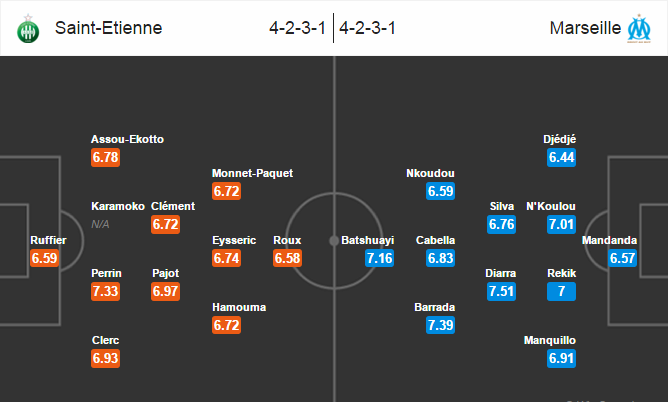 Saint-Etienne
4-2-3-1
4-2-3-1
Marseille
Assou-Ekotto
6.78
Djédjé
6.44
Monnet-Paquet
6.72
Nkoudou
6.59
Karamoko
N/A
Clément
6.72
Silva
6.76
N'Koulou
7.01
Ruffier
6.59
Eysseric
6.74
Roux
6.58
Batshuayi
7.16
Cabella
6.83
Mandanda
6.57
Perrin
7.33
Pajot
6.97
Diarra
7.51
Rekik
7
Hamouma
6.72
Barrada
7.39
Clerc
6.93
Manquillo
6.91